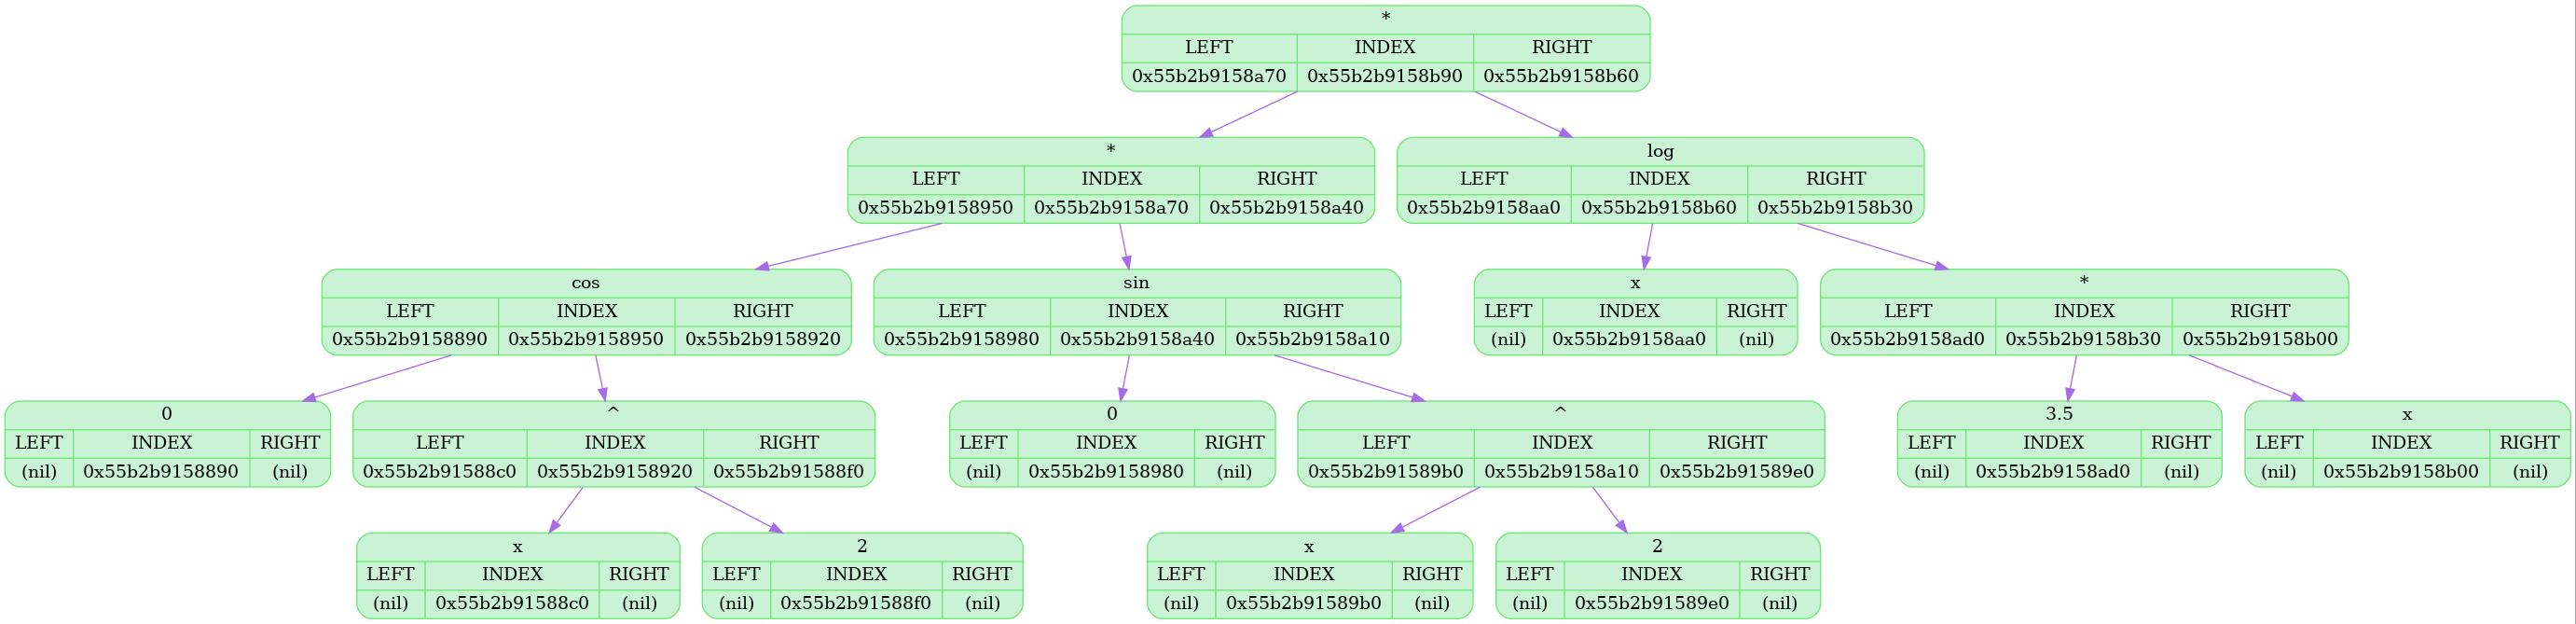 *
LEFT INDEX RIGHT
0x55b2b9158a70 0x55b2b9158b90 0x55b2b9158b60
*
LEFT INDEX RIGHT
0x55b2b9158950 0x55b2b9158a70 0x55b2b9158a40
log
LEFT INDEX RIGHT
0x55b2b9158aa0 0x55b2b9158b60 0x55b2b9158b30
cos
LEFT INDEX RIGHT
0x55b2b9158890 0x55b2b9158950 0x55b2b9158920
sin
LEFT INDEX RIGHT
0x55b2b9158980 0x55b2b9158a40 0x55b2b9158a10
x
LEFT INDEX RIGHT
(nil) 0x55b2b9158aa0 (nil)
*
LEFT INDEX RIGHT
0x55b2b9158ad0 0x55b2b9158b30 0x55b2b9158b00
0
LEFT INDEX RIGHT
(nil) 0x55b2b9158890 (nil)
^
LEFT INDEX RIGHT
0x55b2b91588c0 0x55b2b9158920 0x55b2b91588f0
0
LEFT INDEX RIGHT
(nil) 0x55b2b9158980 (nil)
^
LEFT INDEX RIGHT
0x55b2b91589b0 0x55b2b9158a10 0x55b2b91589e0
3.5
LEFT INDEX RIGHT
(nil) 0x55b2b9158ad0 (nil)
x
LEFT INDEX RIGHT
(nil) 0x55b2b9158b00 (nil)
x
LEFT INDEX RIGHT
(nil) 0x55b2b91588c0 (nil)
2
LEFT INDEX RIGHT
(nil) 0x55b2b91588f0 (nil)
x
LEFT INDEX RIGHT
(nil) 0x55b2b91589b0 (nil)
2
LEFT INDEX RIGHT
(nil) 0x55b2b91589e0 (nil)